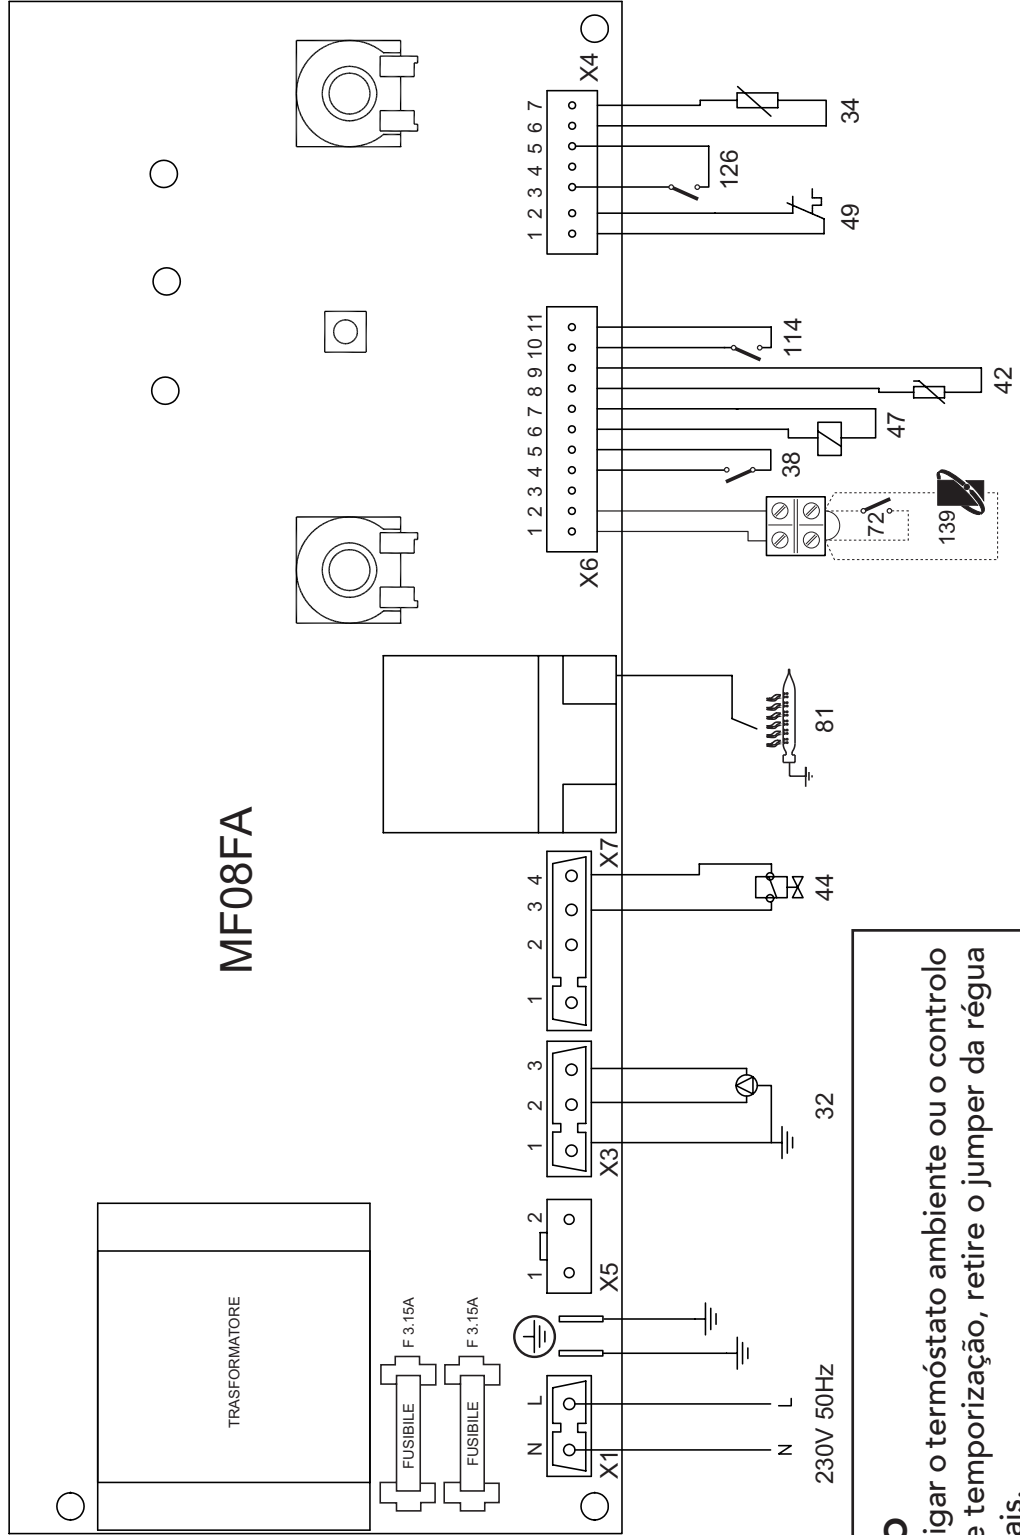 TRASFORMATORE
MF08FA
FUSIBILE F 3.15A
FUSIBILE F 3.15A
N L 1 2 1 2 3 1 2 3 4 1 2 3 4 5 6 7 8 9 10 11 1 2 3 4 5 6 7
X1 X5 X3 X7 X6 X4
126
N L 38 114
230V 50Hz 32 44 81 49 34
72 47
139 42
igar o termóstato ambiente ou o controlo
e temporização, retire o jumper da régua
ais.